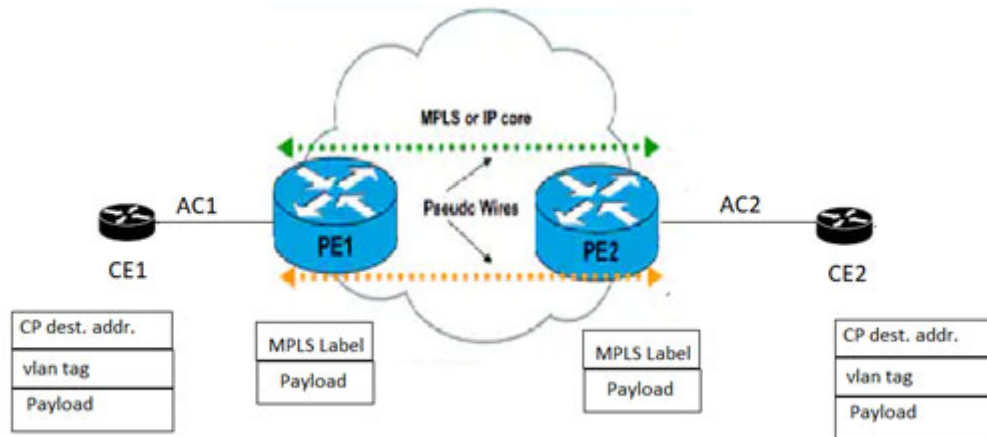 MPLS or IP core
AC1
Pseudo Wires
AC2
PE1
PE2
CE1
CE2
CP dest. addr.
vlan tag
Payload
MPLS Label
Payload
MPLS Label
Payload
CP dest. addr.
vlan tag
Payload